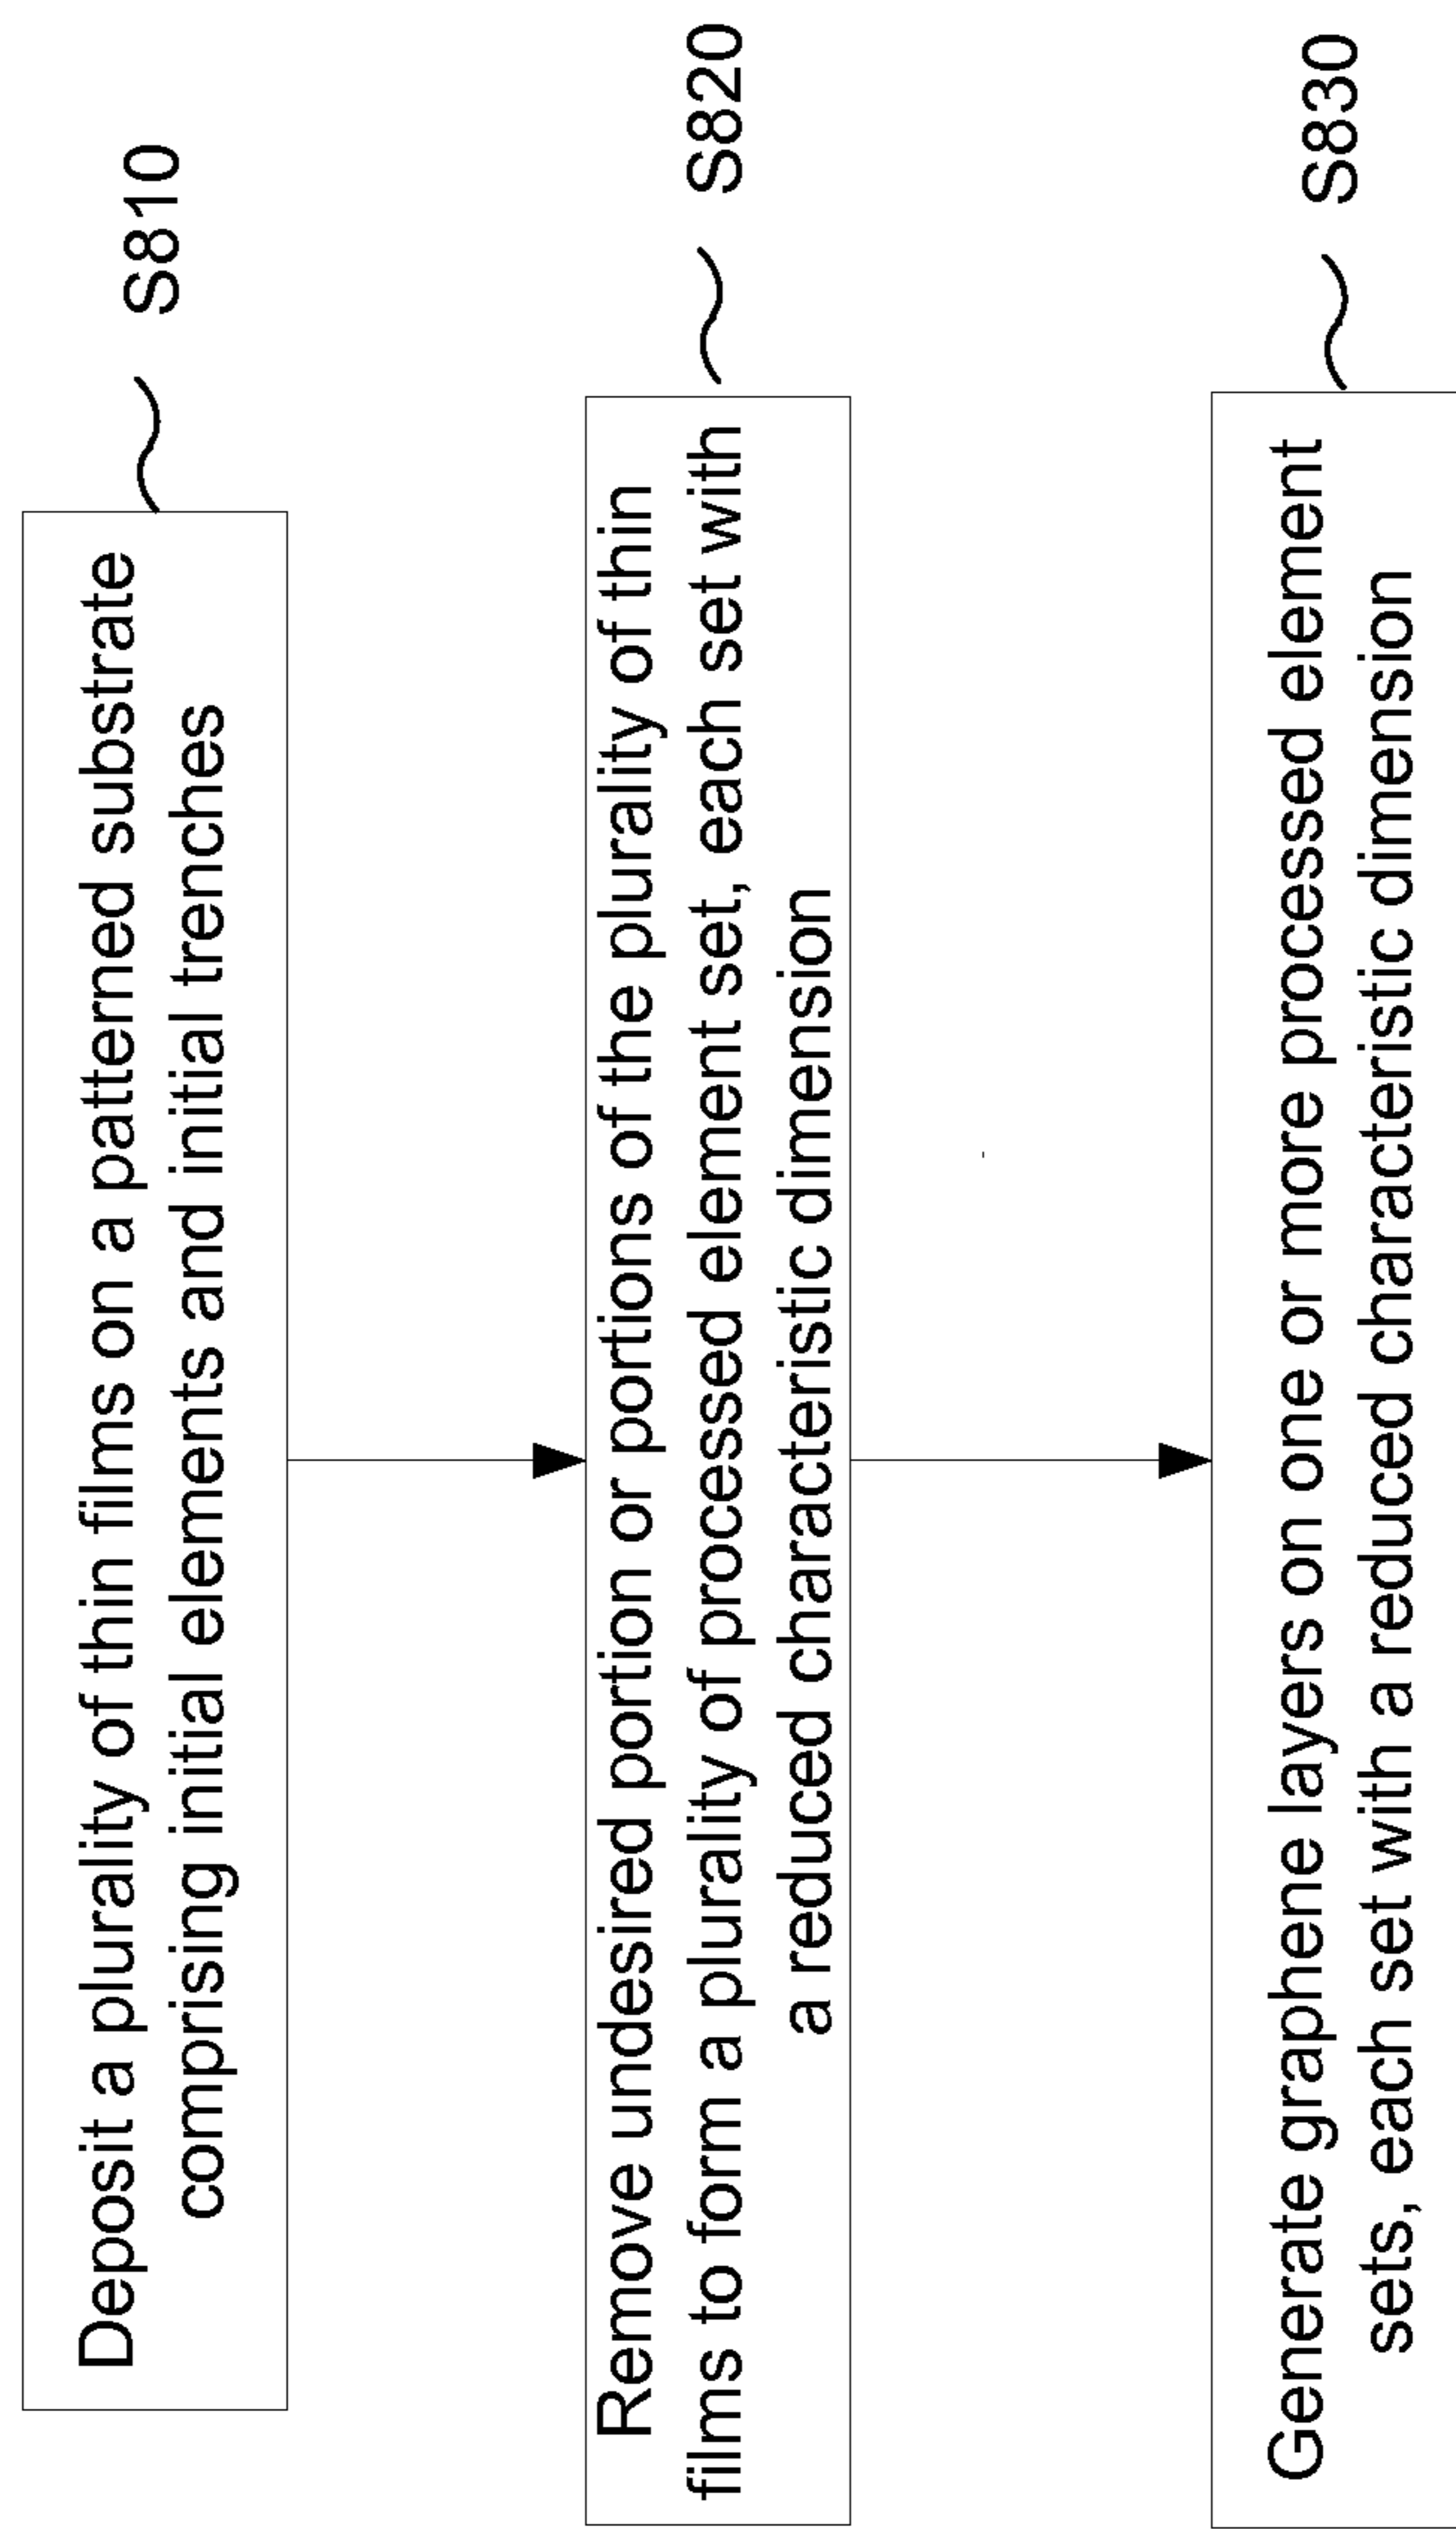 Deposit a plurality of thin films on a patterned substrate
comprising initial elements and initial trenches
S810
Remove undesired portion or portions of the plurality of thin
films to form a plurality of processed element set, each set with
a reduced characteristic dimension
S820
Generate graphene layers on one or more processed element
sets, each set with a reduced characteristic dimension
S830